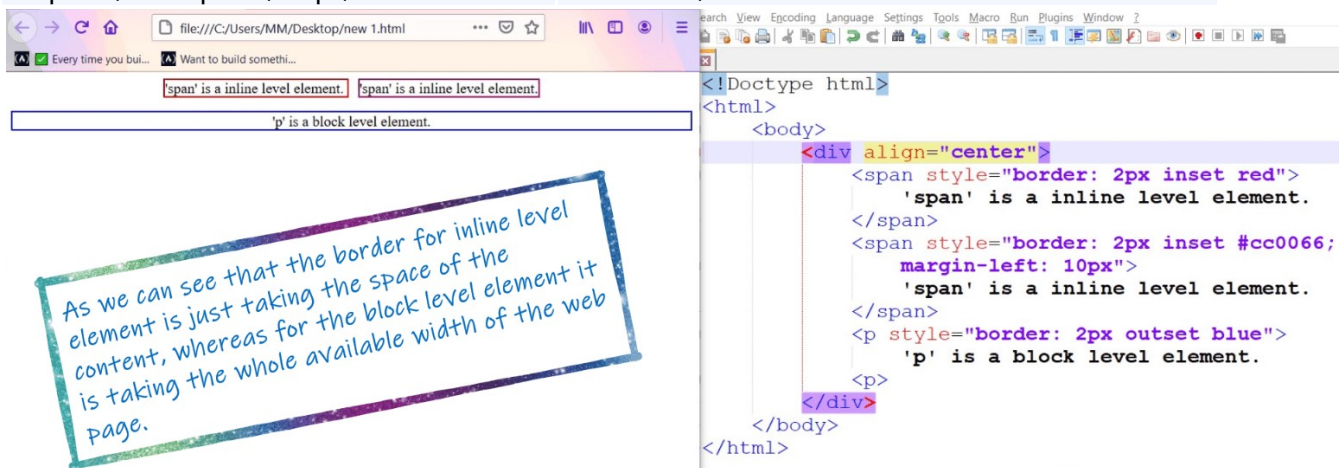 file:///C:/Users/MM/Desktop/new 1.html
Every time you bui...
Want to build somethi...
'span' is a inline level element. 'span' is a inline level element.
'p' is a block level element.
As we can see that the border for inline level
element is just taking the space of the
content, whereas for the block level element it
is taking the whole available width of the web
page.
earch View Encoding Language Settings Tools Macro Run Plugins Window ?
<!Doctype html>
<html>
<body>
<div align="center">
<span style="border: 2px inset red">
'span' is a inline level element.
</span>
<span style="border: 2px inset #cc0066;
margin-left: 10px">
'span' is a inline level element.
</span>
<p style="border: 2px outset blue">
'p' is a block level element.
<p>
</div>
</body>
</html>